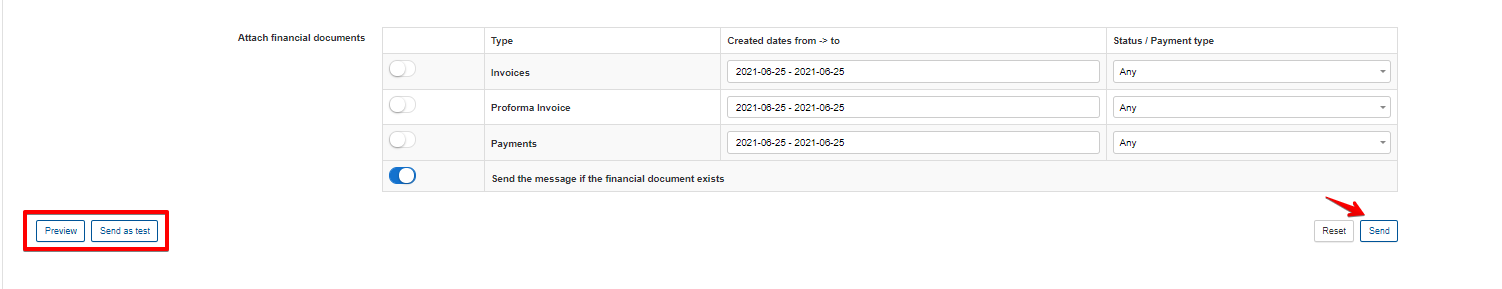 Attach financial documents
Type Created dates from -> to Status / Payment type
Invoices 2021-06-25 - 2021-06-25 Any
Proforma Invoice 2021-06-25 - 2021-06-25 Any
Payments 2021-06-25 - 2021-06-25 Any
Send the message if the financial document exists
Preview Send as test Reset Send